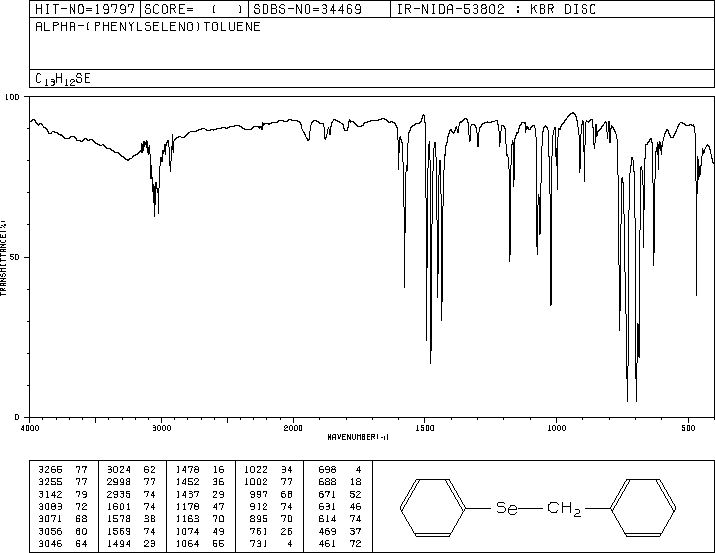 HIT-NO=19797 SCORE= ( ) SDBS-NO=34469 IR-NIDA-53802 : KBR DISC
ALPHA-(PHENYLSELENO)TOLUENE
C13H12SE
100
50
0
TRANSMITTANCE(%)
4000 3000 2000 1500 1000 500
WAVENUMBER(-1)
3265 77 3024 62 1478 16 1022 34 698 4
3255 77 2998 77 1452 36 1002 77 688 18
3142 79 2935 74 1437 29 997 68 671 52
3083 72 1601 74 1178 47 912 74 631 46
3071 68 1578 38 1163 70 895 70 614 74
3056 60 1569 74 1074 49 761 26 469 37
3046 64 1494 23 1064 55 731 4 461 72
Se CH2